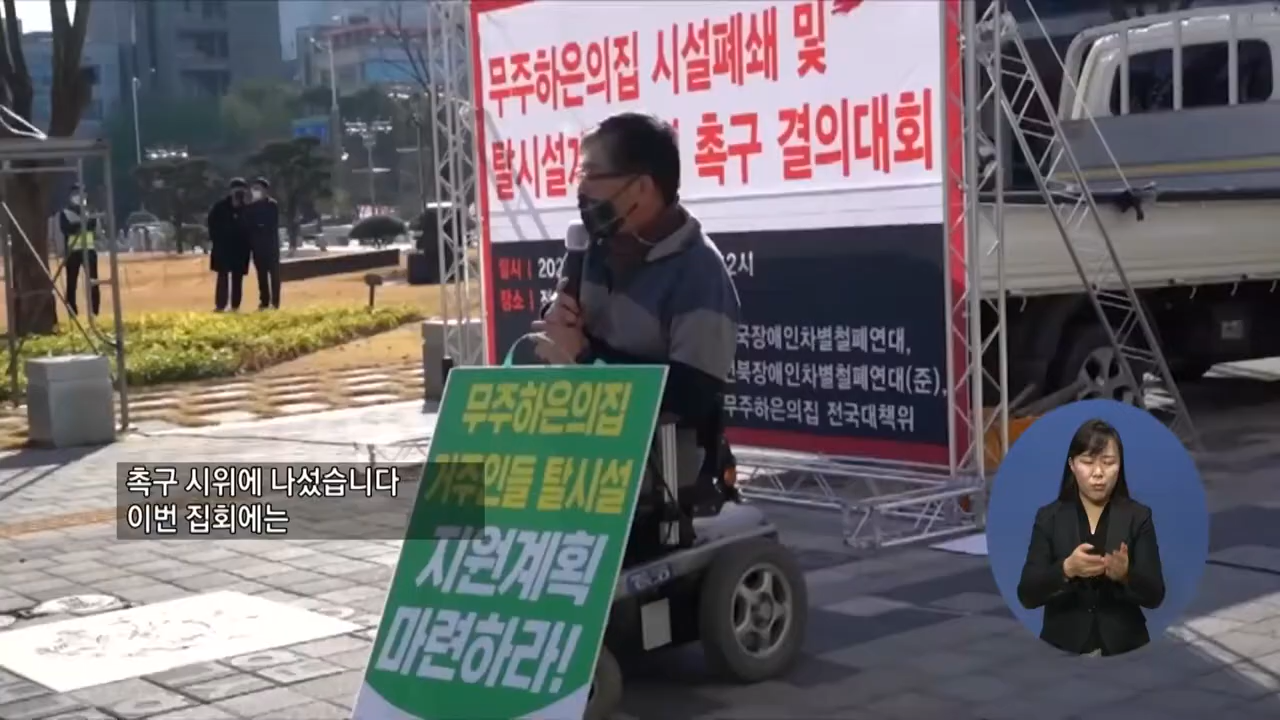 무주하은의집 시설폐쇄 및
촉구 결의대회
일시 | 202 2시
장소 |
국장애인차별철폐연대,
전북장애인차별철폐연대(준),
무주하은의집 전국대책위
무주하은의집
거주인들 탈시설
지원계획
마련하라!
촉구 시위에 나섰습니다
이번 집회에는